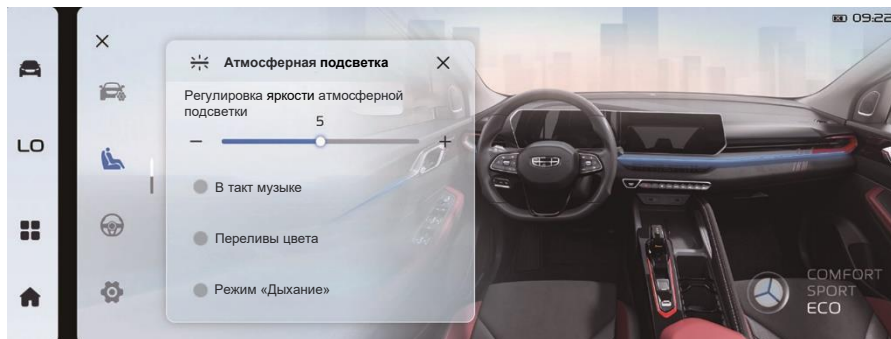 09:22
Атмосферная подсветка
Регулировка яркости атмосферной
подсветки
5
LO
В такт музыке
Переливы цвета
Режим «Дыхание»
COMFORT
SPORT
ECO